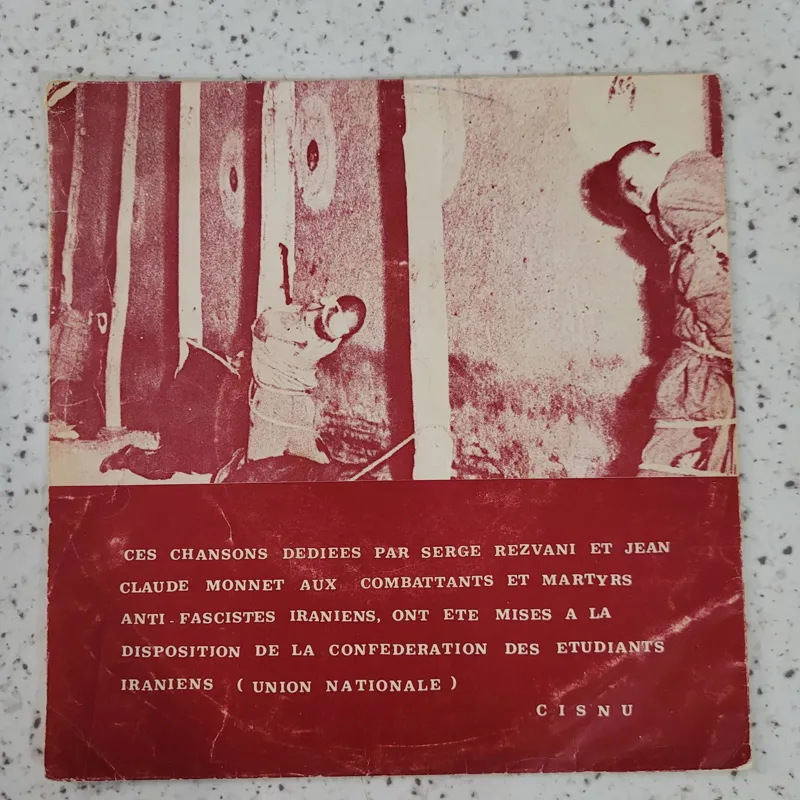 CES CHANSONS DEDIEES PAR SERGE REZVANI ET JEAN
CLAUDE MONNET AUX COMBATTANTS ET MARTYRS
ANTI-FASCISTES IRANIENS, ONT ETE MISES A LA
DISPOSITION DE LA CONFEDERATION DES ETUDIANTS
IRANIENS (UNION NATIONALE)
CISNU